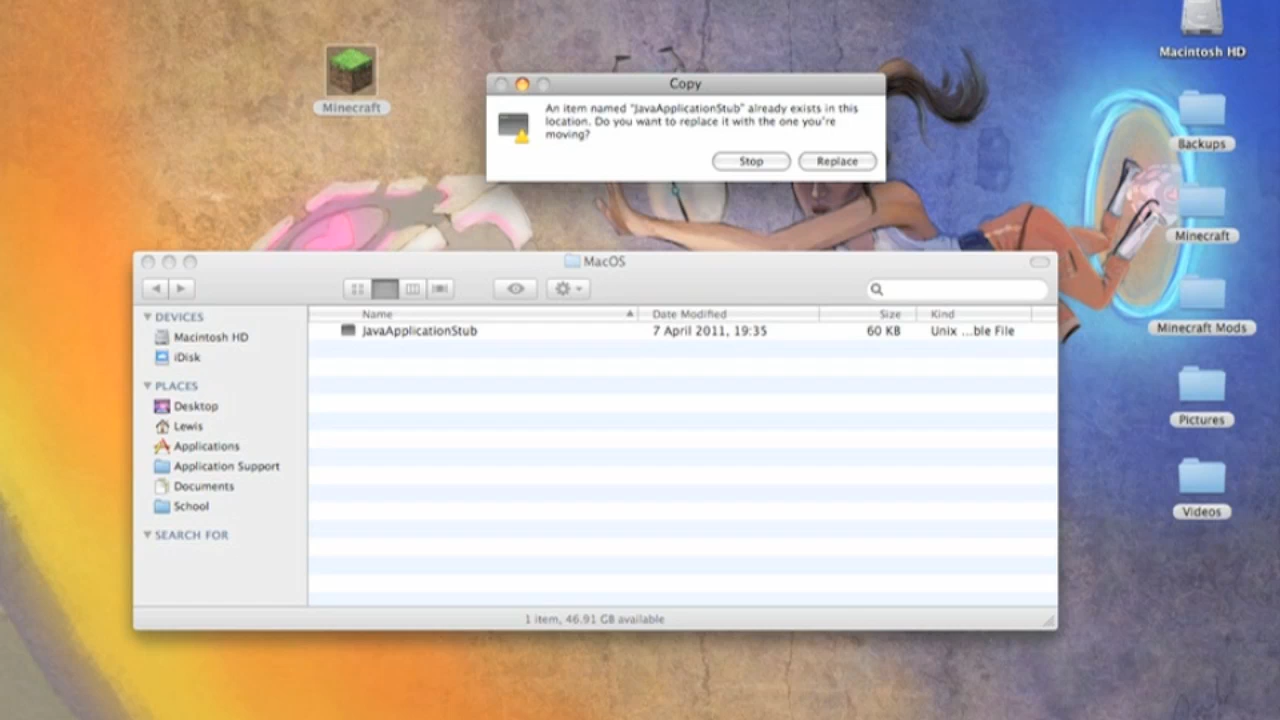 Macintosh HD
Minecraft
Copy
An item named "JavaApplicationStub" already exists in this
location. Do you want to replace it with the one you're
moving?
Stop Replace
Backups
Minecraft
Minecraft Mods
Pictures
Videos
MacOS
Name Date Modified Size Kind
JavaApplicationStub 7 April 2011, 19:35 60 KB Unix ...ble File
DEVICES
Macintosh HD
iDisk
PLACES
Desktop
Lewis
Applications
Application Support
Documents
School
SEARCH FOR
1 item, 46.91 GB available